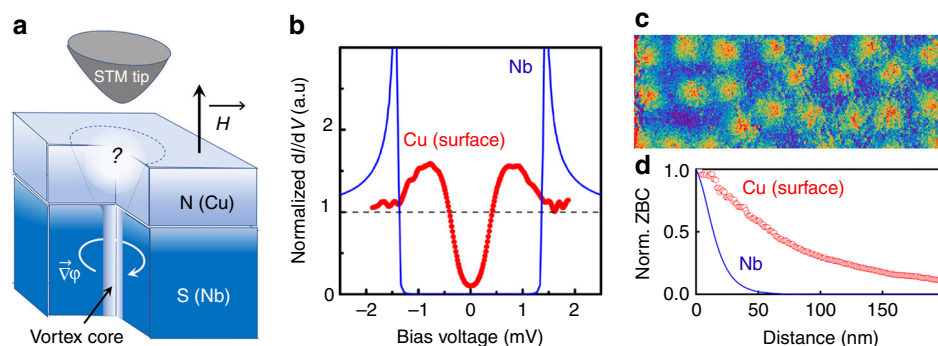 a
STM tip
H
?
N (Cu)
∇φ
S (Nb)
Vortex core
b
Normalized dI/dV (a.u)
2
1
0
Nb
Cu (surface)
−2 −1 0 1 2
Bias voltage (mV)
c
d
Norm. ZBC
1.0
0.5
0.0
Cu (surface)
Nb
0 50 100 150
Distance (nm)